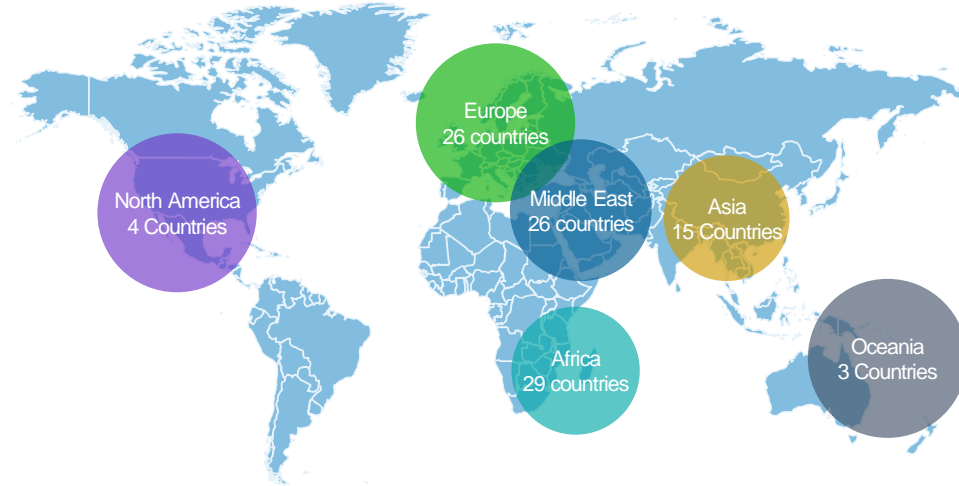 Europe
26 countries
North America
4 Countries
Middle East
26 countries
Asia
15 Countries
Africa
29 countries
Oceania
3 Countries